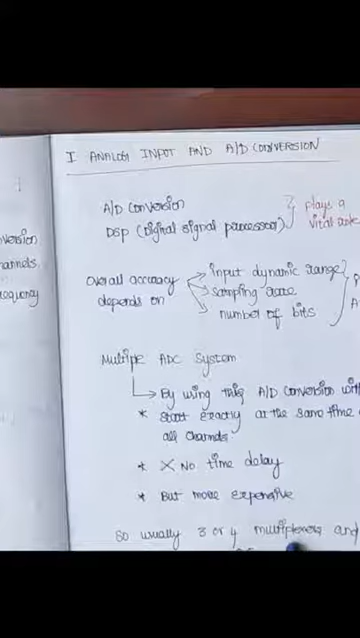 I ANALOG INPUT AND A/D CONVERSION
A/D Conversion
DSP (Digital signal processor)
plays a
vital
Overall accuracy
depends on
input dynamic range
sampling rate
number of bits
Multiple ADC System
By using this A/D conversion
* Start exactly at the same time
all channels
* X No time delay
* But more expensive
So usually 3 or 4 multiplexers and